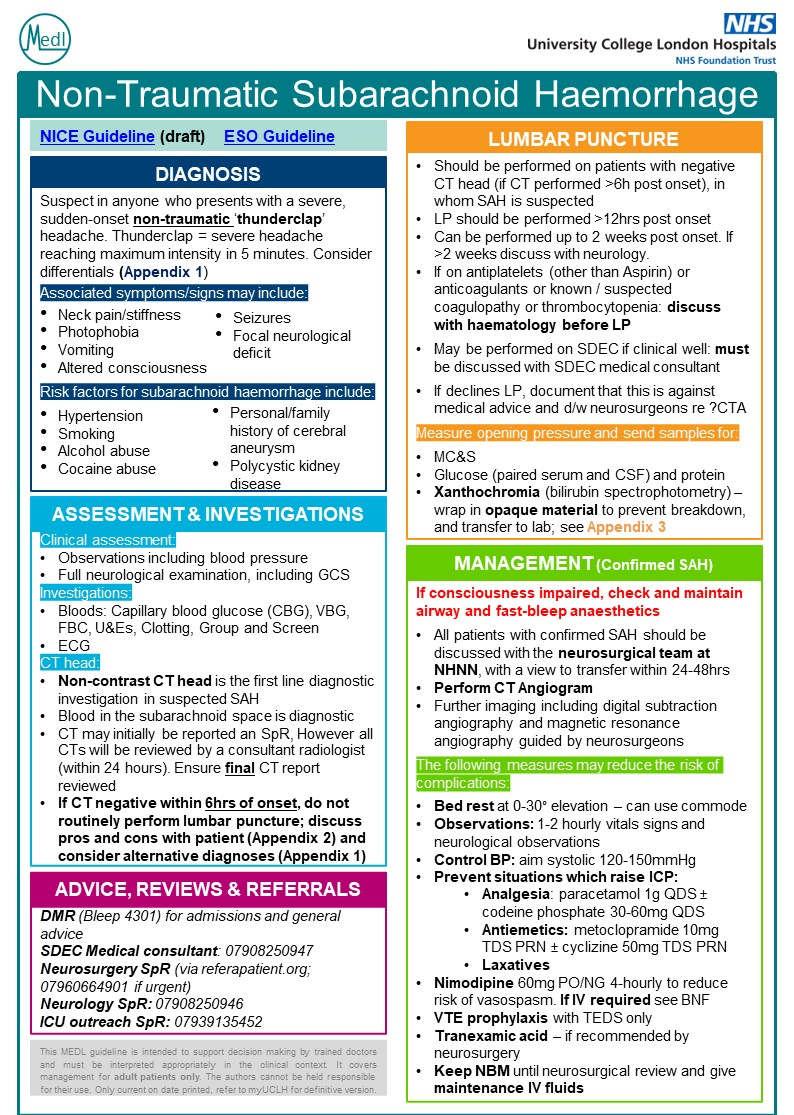 Medl
NHS
University College London Hospitals
NHS Foundation Trust
Non-Traumatic Subarachnoid Haemorrhage
NICE Guideline (draft) ESO Guideline
DIAGNOSIS
Suspect in anyone who presents with a severe,
sudden-onset non-traumatic ‘thunderclap’
headache. Thunderclap = severe headache
reaching maximum intensity in 5 minutes. Consider
differentials (Appendix 1)
Associated symptoms/signs may include:
• Neck pain/stiffness
• Photophobia
• Vomiting
• Altered consciousness
• Seizures
• Focal neurological
deficit
Risk factors for subarachnoid haemorrhage include:
• Hypertension
• Smoking
• Alcohol abuse
• Cocaine abuse
• Personal/family
history of cerebral
aneurysm
• Polycystic kidney
disease
ASSESSMENT & INVESTIGATIONS
Clinical assessment:
• Observations including blood pressure
• Full neurological examination, including GCS
Investigations:
• Bloods: Capillary blood glucose (CBG), VBG,
FBC, U&Es, Clotting, Group and Screen
• ECG
CT head:
• Non-contrast CT head is the first line diagnostic
investigation in suspected SAH
• Blood in the subarachnoid space is diagnostic
• CT may initially be reported an SpR, However all
CTs will be reviewed by a consultant radiologist
(within 24 hours). Ensure final CT report
reviewed
• If CT negative within 6hrs of onset, do not
routinely perform lumbar puncture; discuss
pros and cons with patient (Appendix 2) and
consider alternative diagnoses (Appendix 1)
ADVICE, REVIEWS & REFERRALS
DMR (Bleep 4301) for admissions and general
advice
SDEC Medical consultant: 07908250947
Neurosurgery SpR (via referapatient.org;
07960664901 if urgent)
Neurology SpR: 07908250946
ICU outreach SpR: 07939135452
This MEDL guideline is intended to support decision making by trained doctors
and must be interpreted appropriately in the clinical context. It covers
management for adult patients only. The authors cannot be held responsible
for their use. Only current on date printed, refer to myUCLH for definitive version.
LUMBAR PUNCTURE
• Should be performed on patients with negative
CT head (if CT performed >6h post onset), in
whom SAH is suspected
• LP should be performed >12hrs post onset
• Can be performed up to 2 weeks post onset. If
>2 weeks discuss with neurology.
• If on antiplatelets (other than Aspirin) or
anticoagulants or known / suspected
coagulopathy or thrombocytopenia: discuss
with haematology before LP
• May be performed on SDEC if clinical well: must
be discussed with SDEC medical consultant
• If declines LP, document that this is against
medical advice and d/w neurosurgeons re ?CTA
Measure opening pressure and send samples for:
• MC&S
• Glucose (paired serum and CSF) and protein
• Xanthochromia (bilirubin spectrophotometry) –
wrap in opaque material to prevent breakdown,
and transfer to lab; see Appendix 3
MANAGEMENT (Confirmed SAH)
If consciousness impaired, check and maintain
airway and fast-bleep anaesthetics
• All patients with confirmed SAH should be
discussed with the neurosurgical team at
NHNN, with a view to transfer within 24-48hrs
• Perform CT Angiogram
• Further imaging including digital subtraction
angiography and magnetic resonance
angiography guided by neurosurgeons
The following measures may reduce the risk of
complications:
• Bed rest at 0-30° elevation – can use commode
• Observations: 1-2 hourly vitals signs and
neurological observations
• Control BP: aim systolic 120-150mmHg
• Prevent situations which raise ICP:
• Analgesia: paracetamol 1g QDS ±
codeine phosphate 30-60mg QDS
• Antiemetics: metoclopramide 10mg
TDS PRN ± cyclizine 50mg TDS PRN
• Laxatives
• Nimodipine 60mg PO/NG 4-hourly to reduce
risk of vasospasm. If IV required see BNF
• VTE prophylaxis with TEDS only
• Tranexamic acid – if recommended by
neurosurgery
• Keep NBM until neurosurgical review and give
maintenance IV fluids